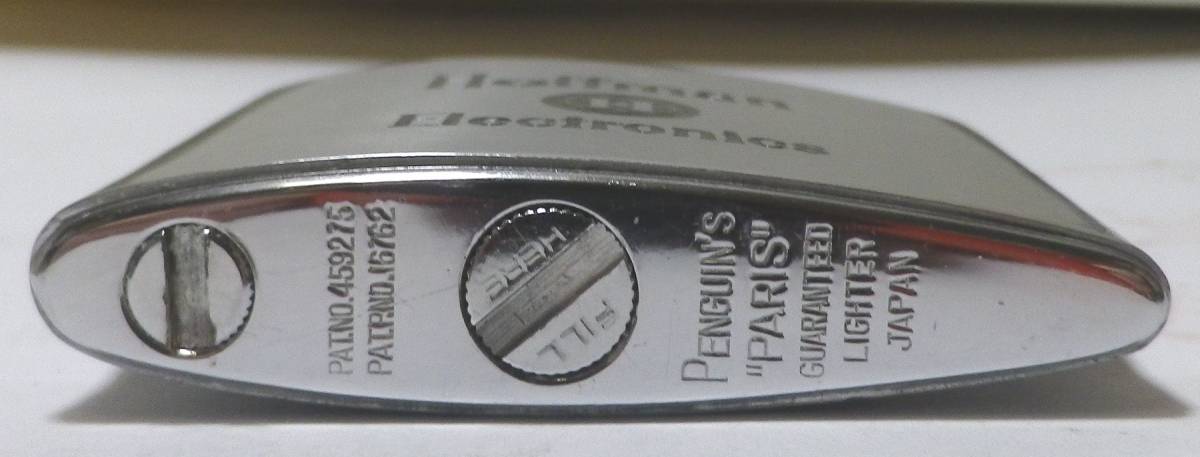 Hoffman
H
Electronics
PAT.NO.459275
PAT.P.NO.16762
FILL
HERE
PENGUIN'S
"PARIS"
GUARANTEED
LIGHTER
JAPAN